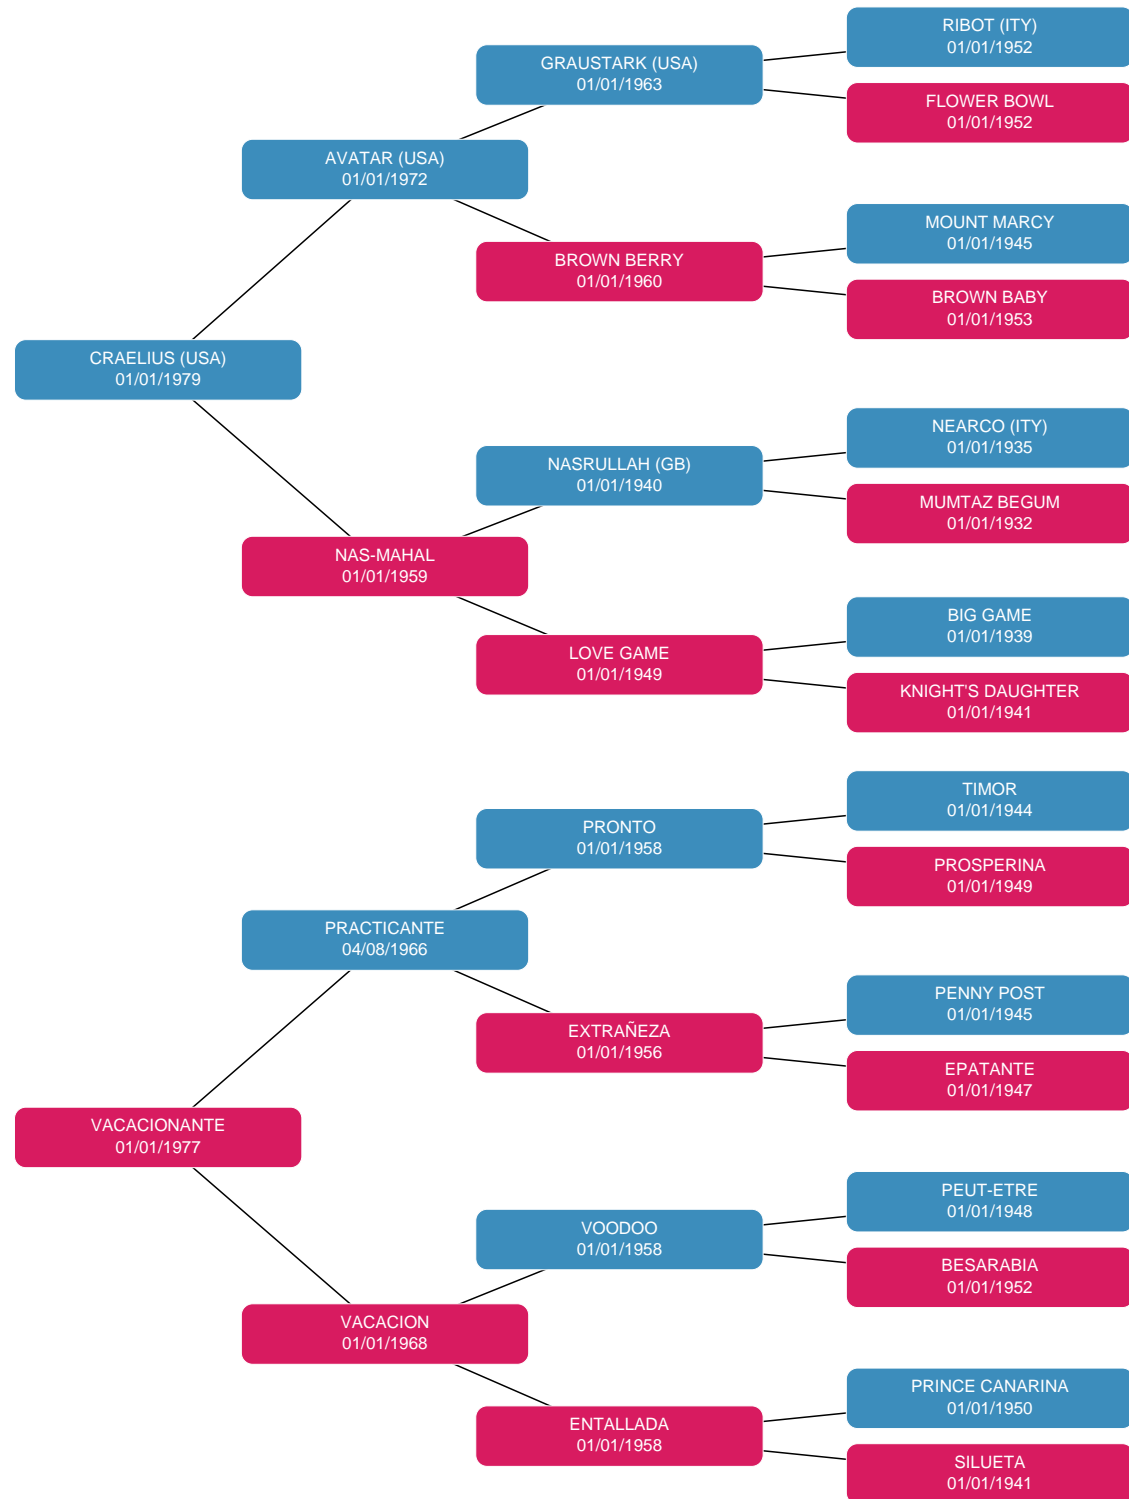 RIBOT (ITY)
01/01/1952
GRAUSTARK (USA)
01/01/1963
FLOWER BOWL
01/01/1952
AVATAR (USA)
01/01/1972
MOUNT MARCY
01/01/1945
BROWN BERRY
01/01/1960
BROWN BABY
01/01/1953
CRAELIUS (USA)
01/01/1979
NEARCO (ITY)
01/01/1935
NASRULLAH (GB)
01/01/1940
MUMTAZ BEGUM
01/01/1932
NAS-MAHAL
01/01/1959
BIG GAME
01/01/1939
LOVE GAME
01/01/1949
KNIGHT'S DAUGHTER
01/01/1941
TIMOR
01/01/1944
PRONTO
01/01/1958
PROSPERINA
01/01/1949
PRACTICANTE
04/08/1966
PENNY POST
01/01/1945
EXTRAÑEZA
01/01/1956
EPATANTE
01/01/1947
VACACIONANTE
01/01/1977
PEUT-ETRE
01/01/1948
VOODOO
01/01/1958
BESARABIA
01/01/1952
VACACION
01/01/1968
PRINCE CANARINA
01/01/1950
ENTALLADA
01/01/1958
SILUETA
01/01/1941